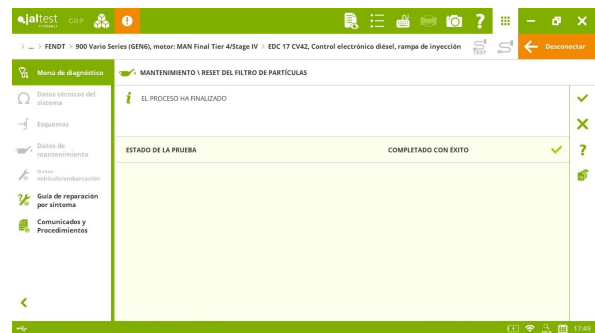 jaltest GRP
> ... > FENDT > 900 Vario Series (GEN6), motor: MAN Final Tier 4/Stage IV > EDC 17 CV42, Control electrónico diésel, rampa de inyección
TEST
Desconectar
Menú de diagnóstico
MANTENIMIENTO \ RESET DEL FILTRO DE PARTÍCULAS
Datos técnicos del
sistema
EL PROCESO HA FINALIZADO
Esquemas
Datos de
mantenimiento
ESTADO DE LA PRUEBA COMPLETADO CON ÉXITO
Datos
vehículo/embarcación
Guía de reparación
por síntoma
Comunicados y
Procedimientos
17:49